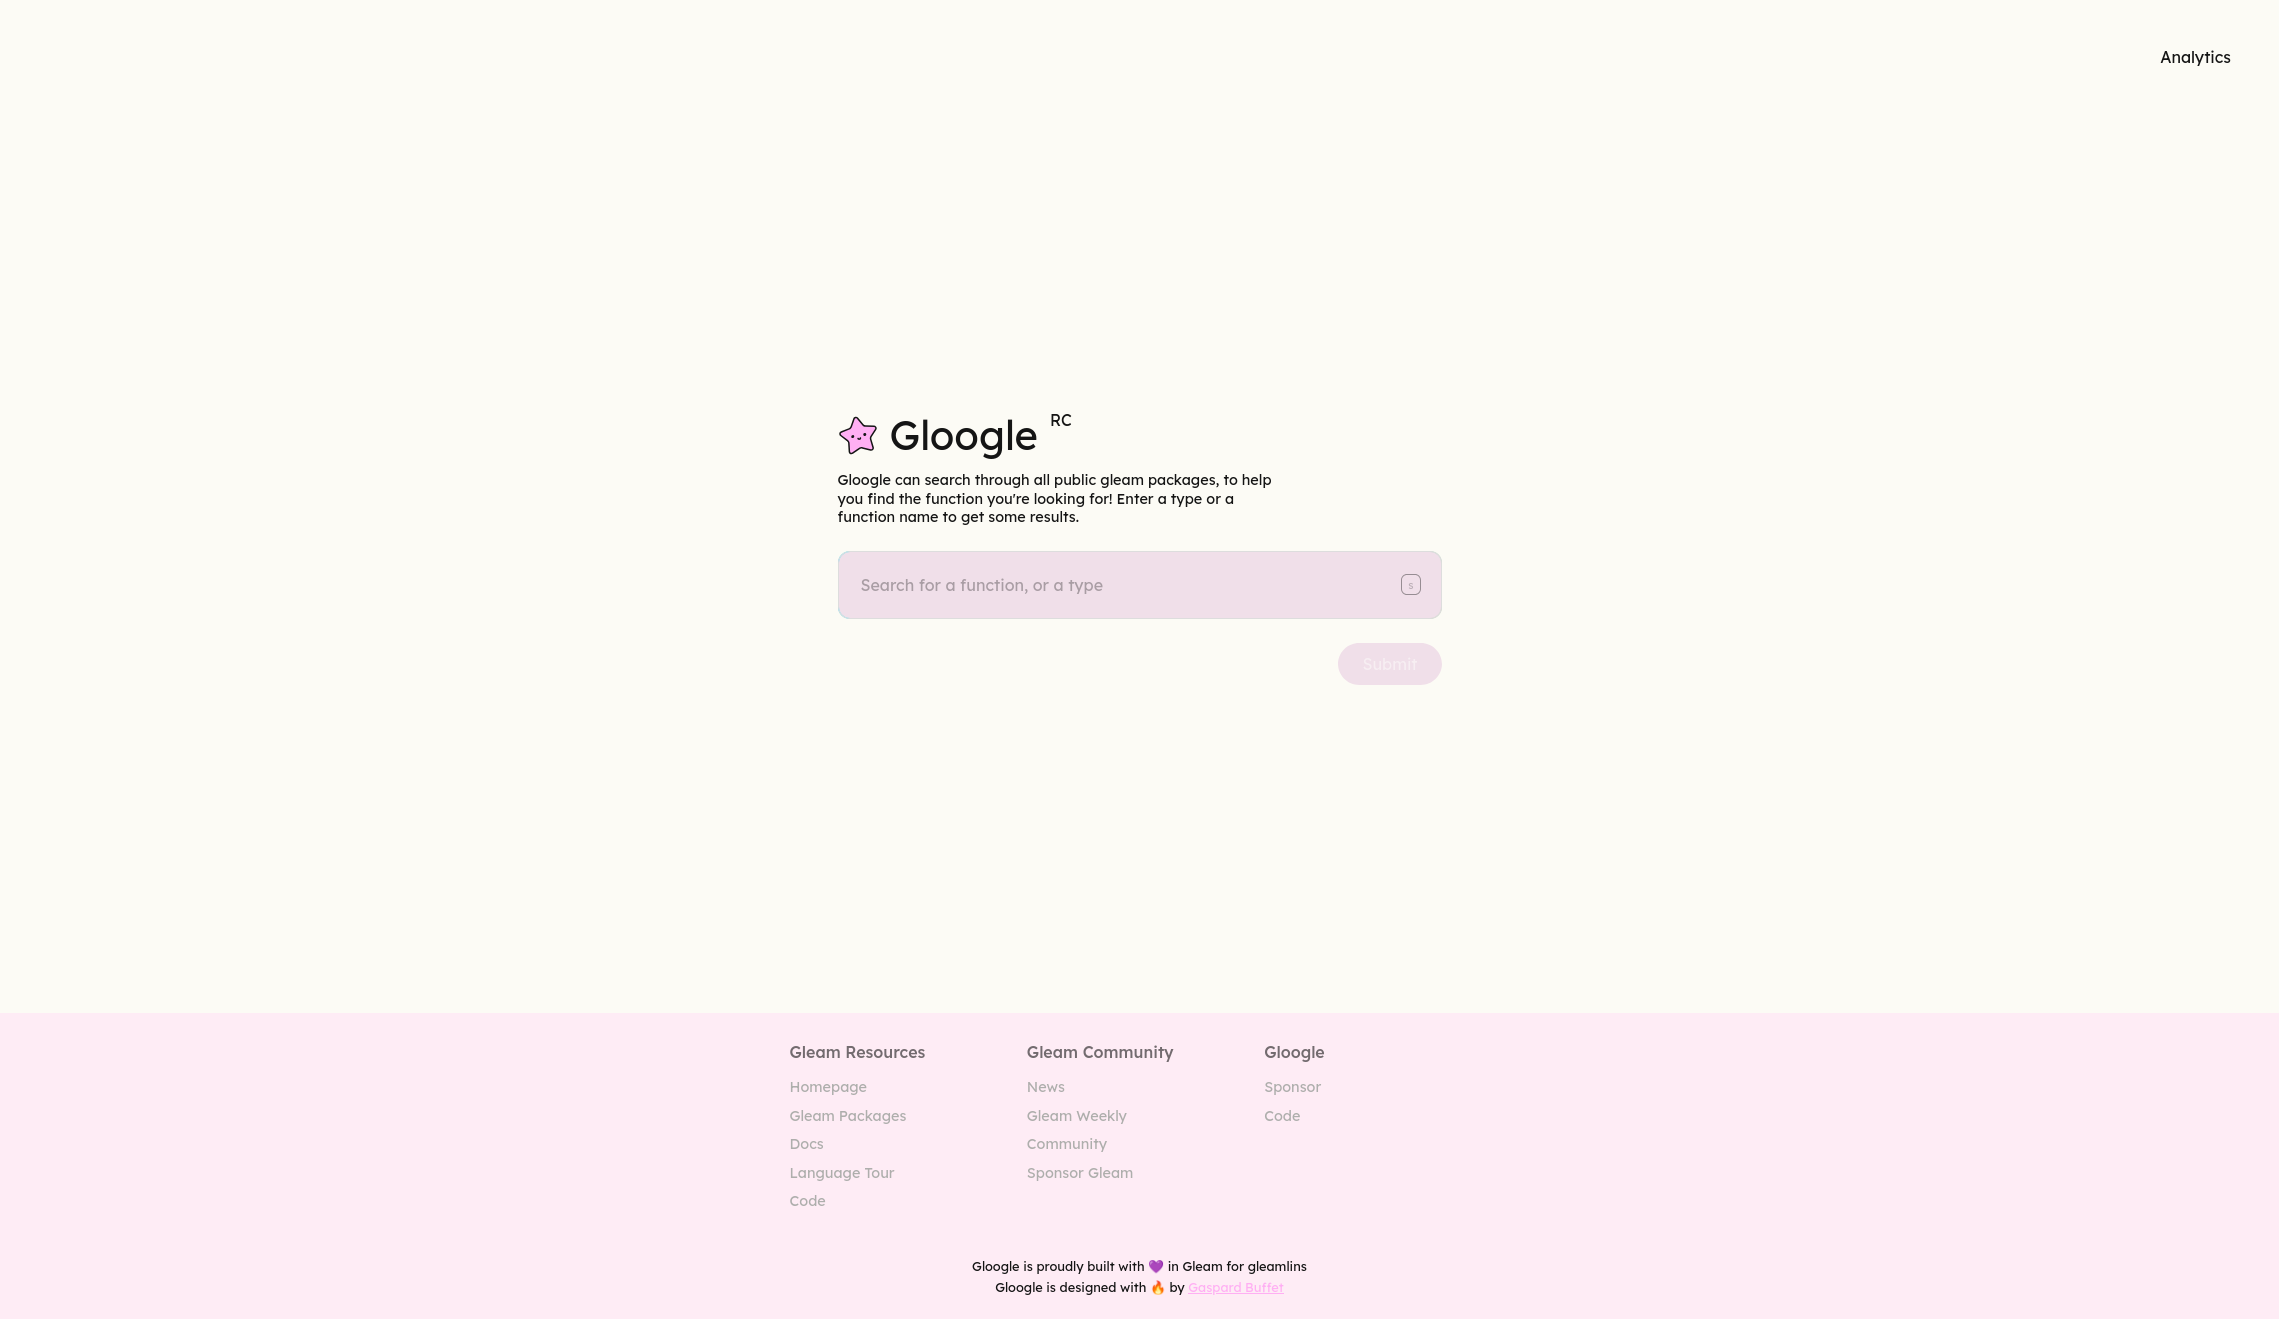 Analytics
Gloogle RC
Gloogle can search through all public gleam packages, to help
you find the function you're looking for! Enter a type or a
function name to get some results.
Search for a function, or a type
s
Submit
Gleam Resources
Homepage
Gleam Packages
Docs
Language Tour
Code
Gleam Community
News
Gleam Weekly
Community
Sponsor Gleam
Gloogle
Sponsor
Code
Gloogle is proudly built with 💜 in Gleam for gleamlins
Gloogle is designed with 🔥 by Gaspard Buffet